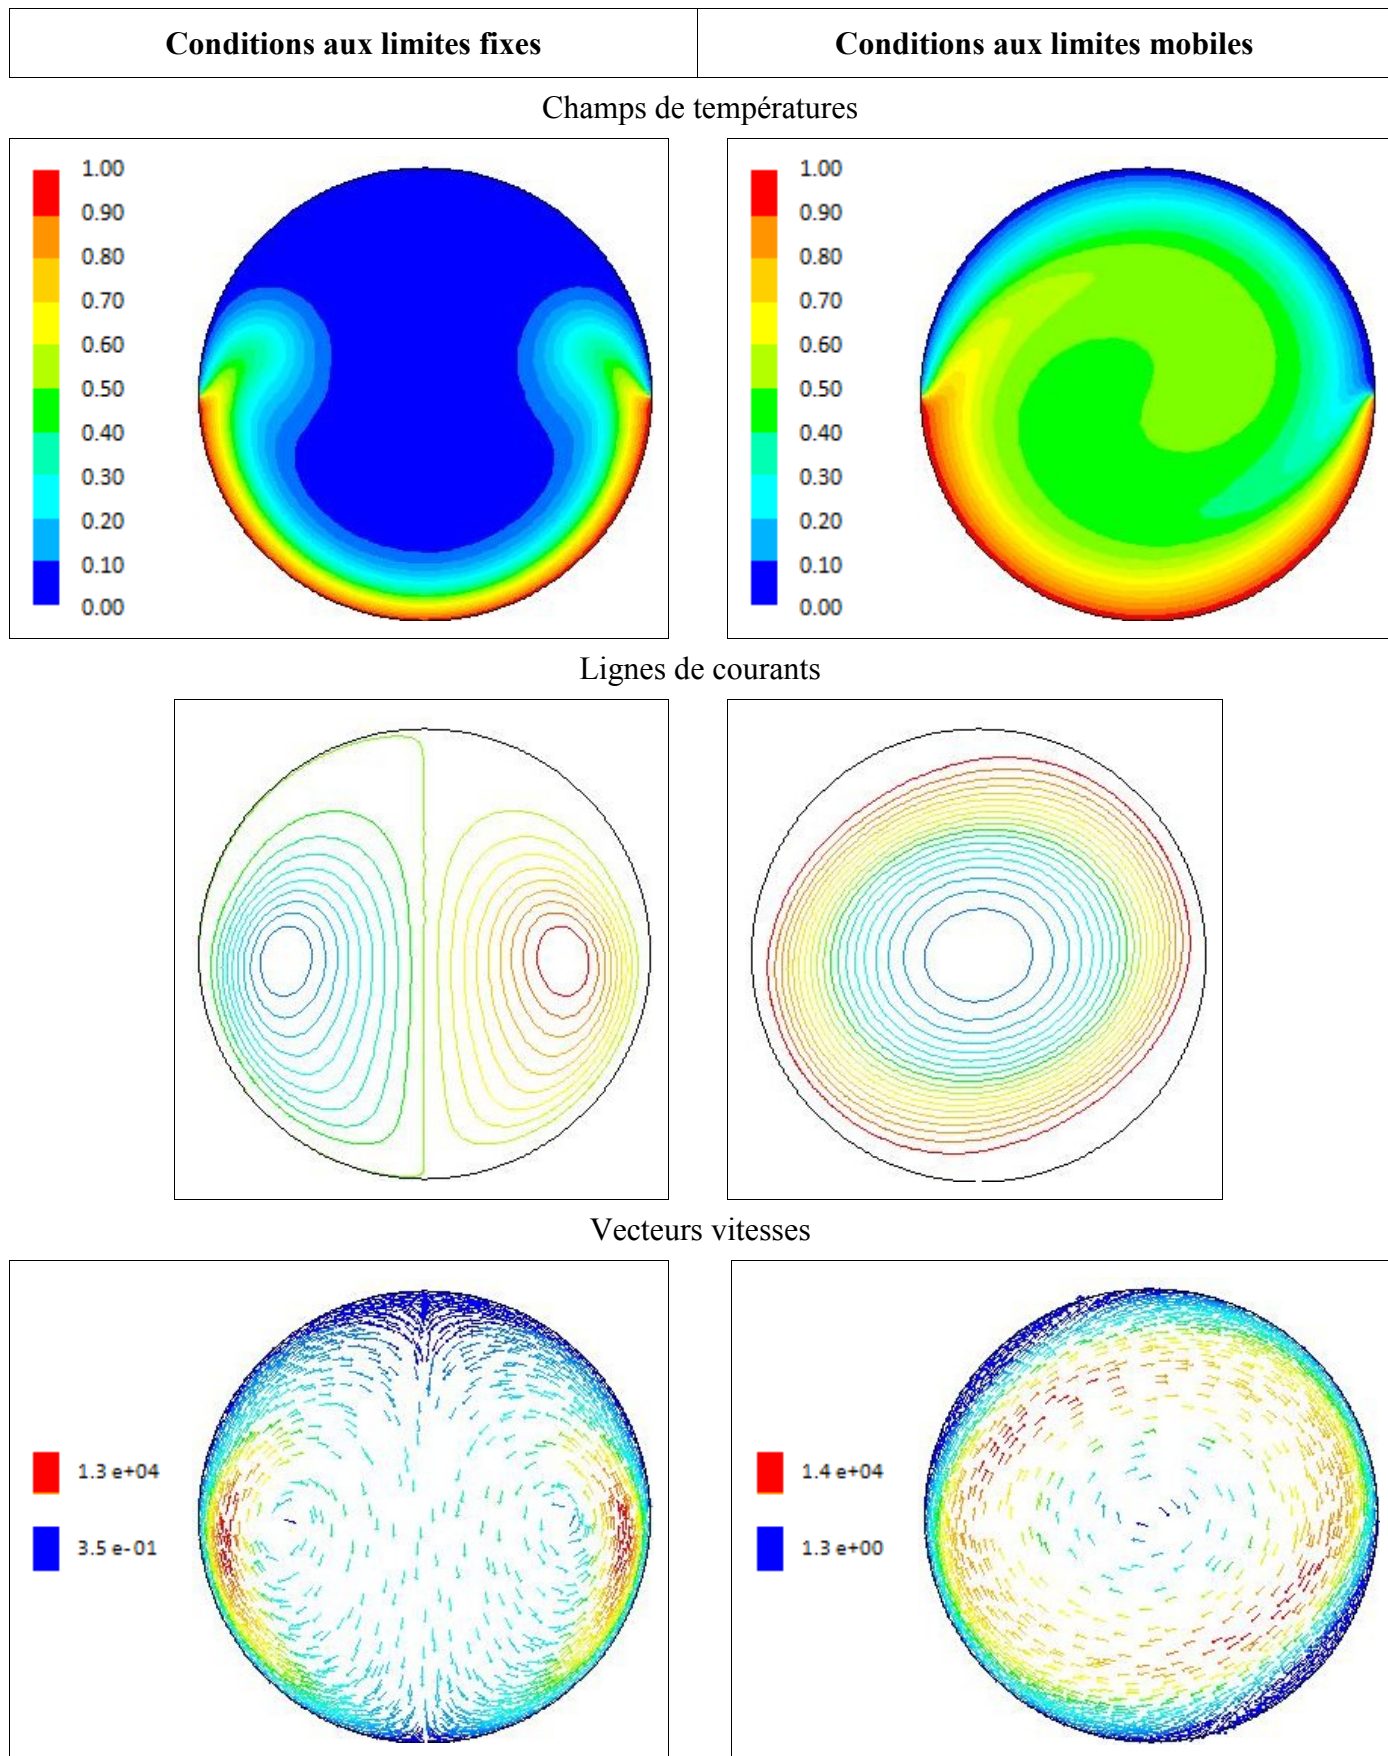 Conditions aux limites fixes
Conditions aux limites mobiles
Champs de températures
1.00
0.90
0.80
0.70
0.60
0.50
0.40
0.30
0.20
0.10
0.00
1.00
0.90
0.80
0.70
0.60
0.50
0.40
0.30
0.20
0.10
0.00
Lignes de courants
Vecteurs vitesses
1.3 e+04
3.5 e-01
1.4 e+04
1.3 e+00